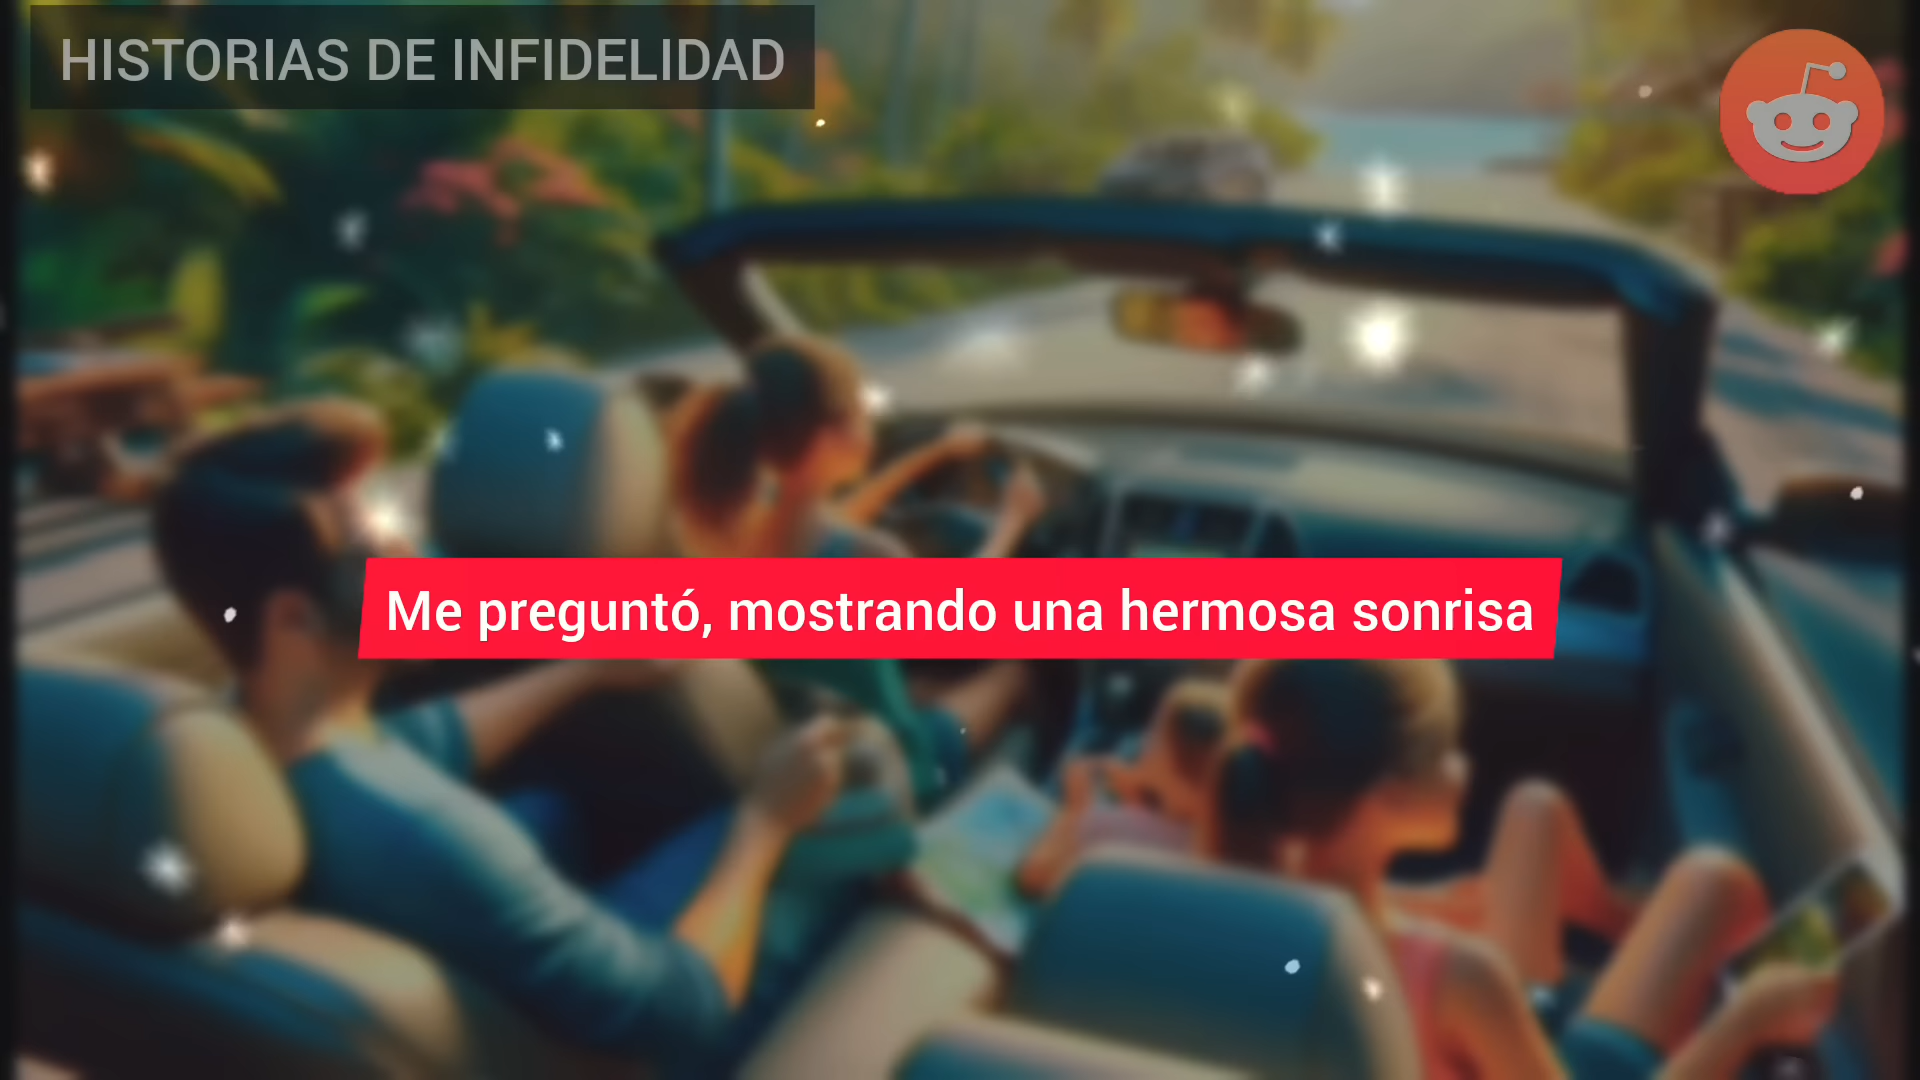 HISTORIAS DE INFIDELIDAD
Me preguntó, mostrando una hermosa sonrisa